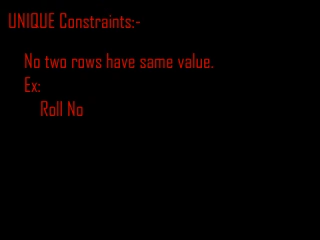 UNIQUE Constraints:-
No two rows have same value.
Ex:
Roll No